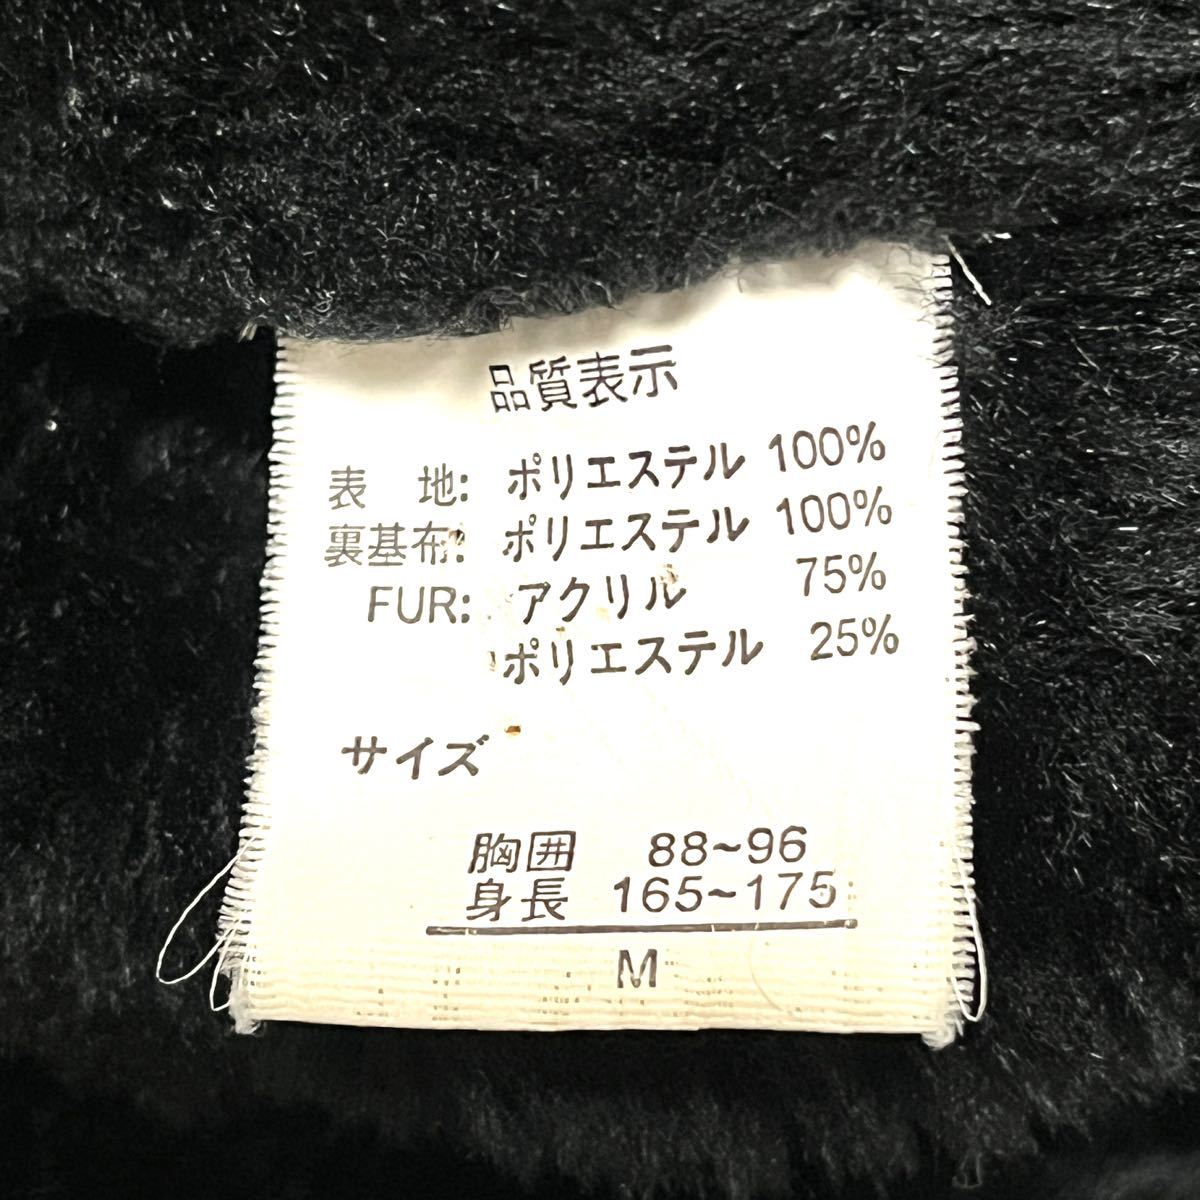 品質表示
表　地: ポリエステル 100%
裏基布: ポリエステル 100%
FUR: アクリル 75%
ポリエステル 25%
サイズ
胸囲 88~96
身長 165~175
M